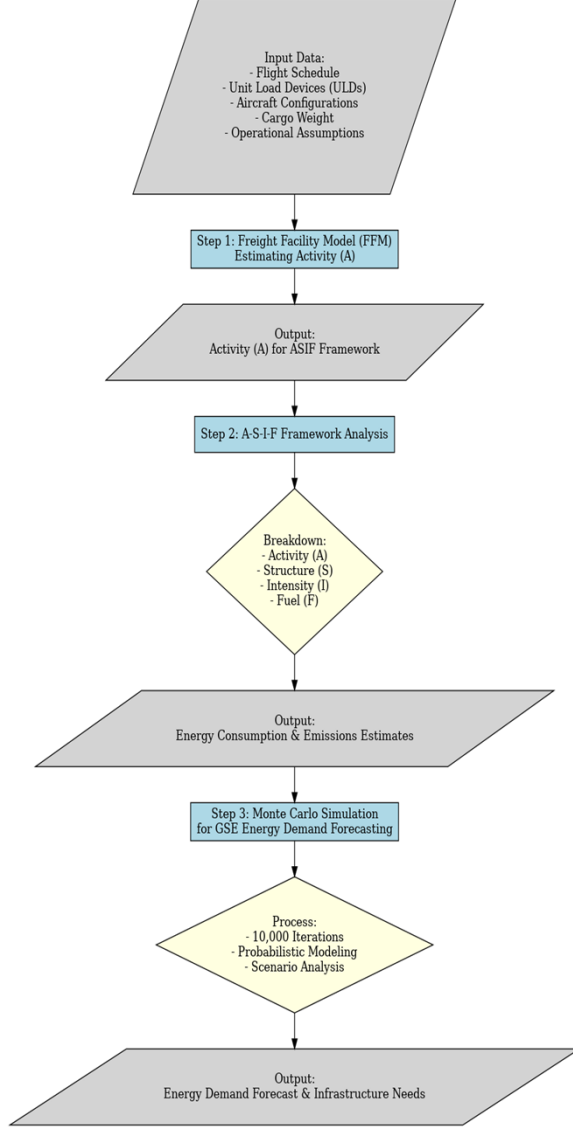 Input Data:
- Flight Schedule
- Unit Load Devices (ULDs)
- Aircraft Configurations
- Cargo Weight
- Operational Assumptions
Step 1: Freight Facility Model (FFM)
Estimating Activity (A)
Output:
Activity (A) for ASIF Framework
Step 2: A-S-I-F Framework Analysis
Breakdown:
- Activity (A)
- Structure (S)
- Intensity (I)
- Fuel (F)
Output:
Energy Consumption & Emissions Estimates
Step 3: Monte Carlo Simulation
for GSE Energy Demand Forecasting
Process:
- 10,000 Iterations
- Probabilistic Modeling
- Scenario Analysis
Output:
Energy Demand Forecast & Infrastructure Needs